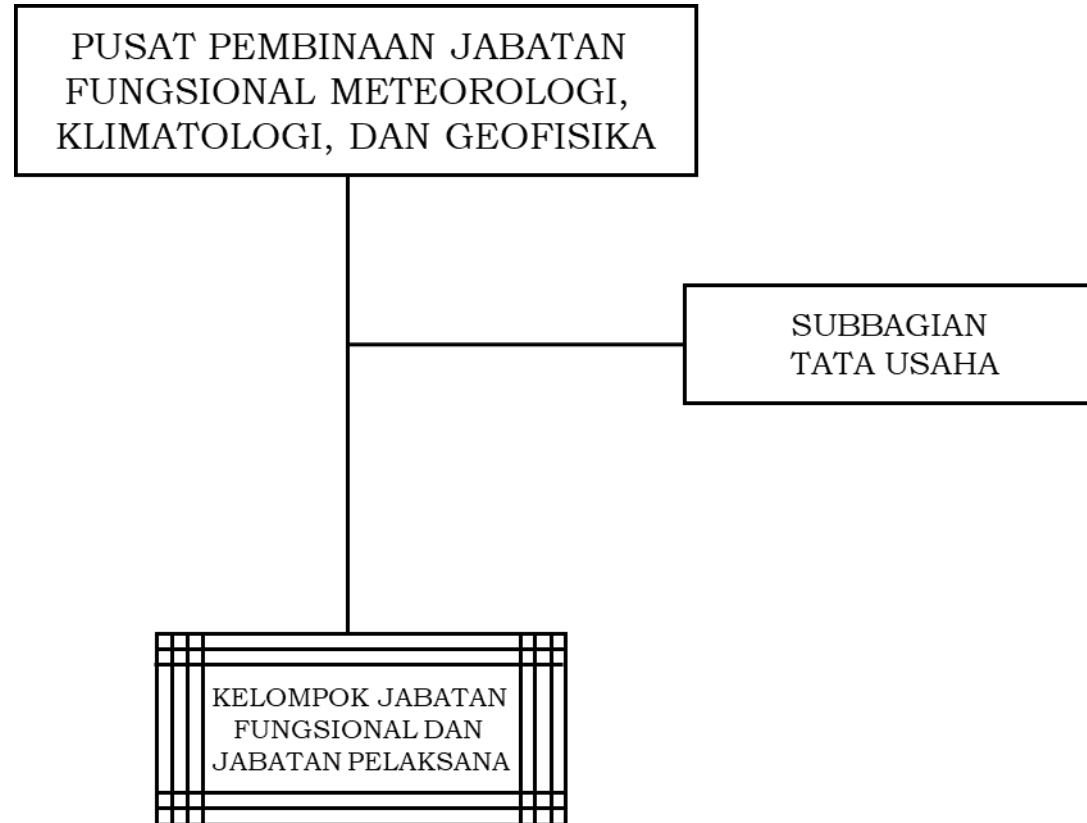 PUSAT PEMBINAAN JABATAN
FUNGSIONAL METEOROLOGI,
KLIMATOLOGI, DAN GEOFISIKA
SUBBAGIAN
TATA USAHA
KELOMPOK JABATAN
FUNGSIONAL DAN
JABATAN PELAKSANA